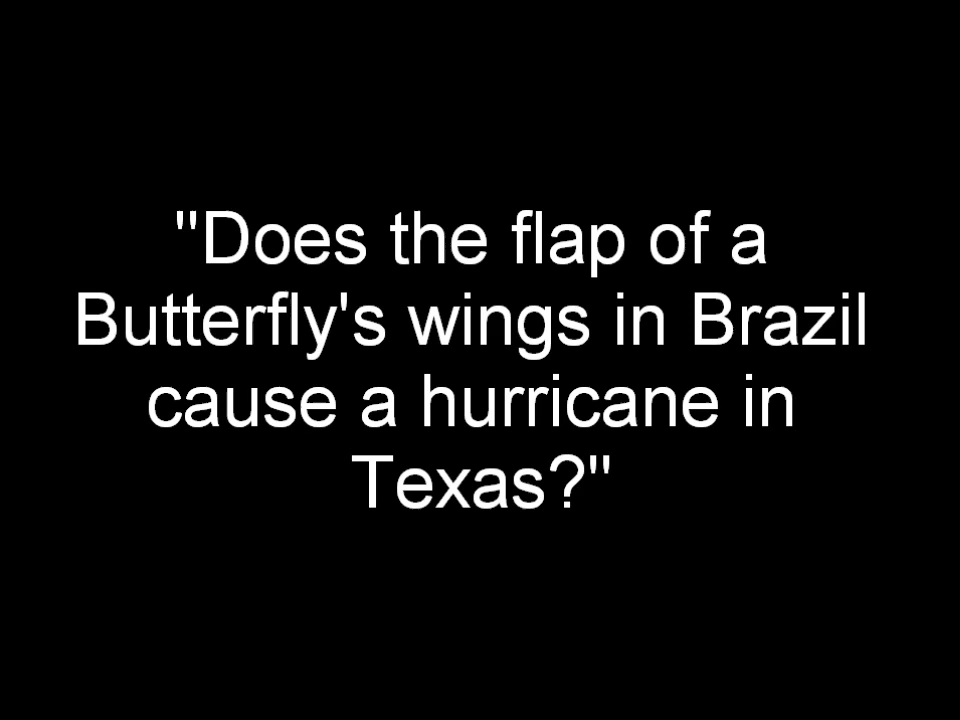 "Does the flap of a
Butterfly's wings in Brazil
cause a hurricane in
Texas?"